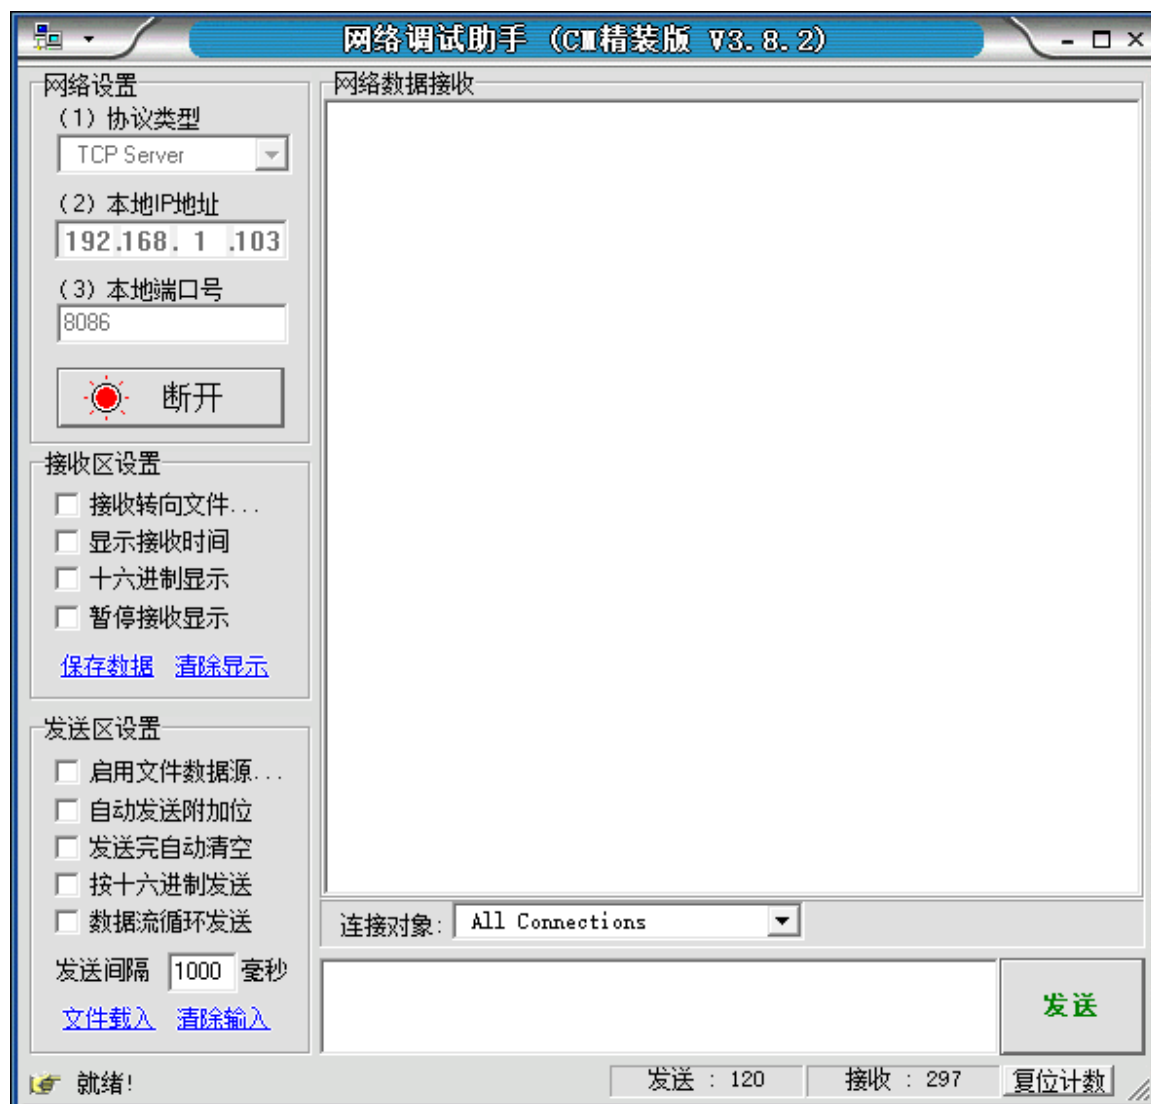 网络调试助手 (CⅢ精装版 V3.8.2)
网络设置
(1) 协议类型
TCP Server
(2) 本地IP地址
192.168. 1 .103
(3) 本地端口号
8086
断开
接收区设置
接收转向文件...
显示接收时间
十六进制显示
暂停接收显示
保存数据 清除显示
发送区设置
启用文件数据源...
自动发送附加位
发送完自动清空
按十六进制发送
数据流循环发送
发送间隔 1000 毫秒
文件载入 清除输入
网络数据接收
连接对象: All Connections
发送
就绪! 发送 : 120 接收 : 297 复位计数